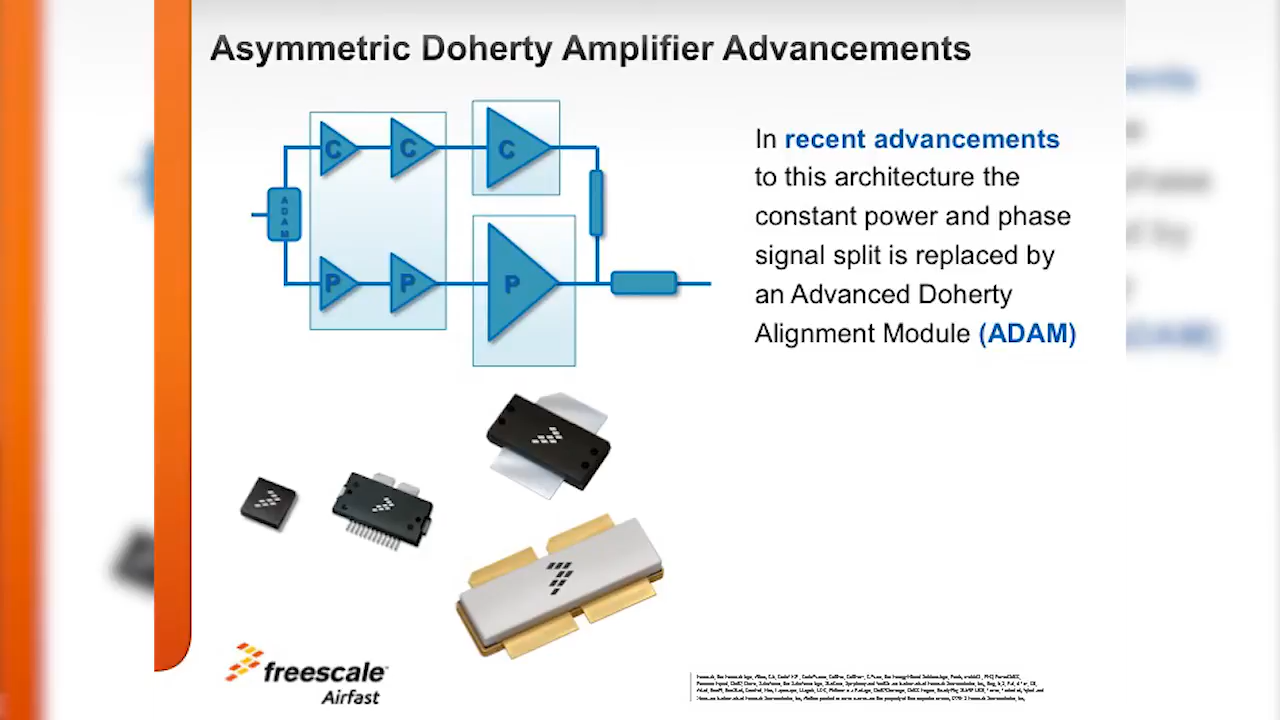 Asymmetric Doherty Amplifier Advancements
C C C
ADAM
P P P
In recent advancements
to this architecture the
constant power and phase
signal split is replaced by
an Advanced Doherty
Alignment Module (ADAM)
freescale™
Airfast